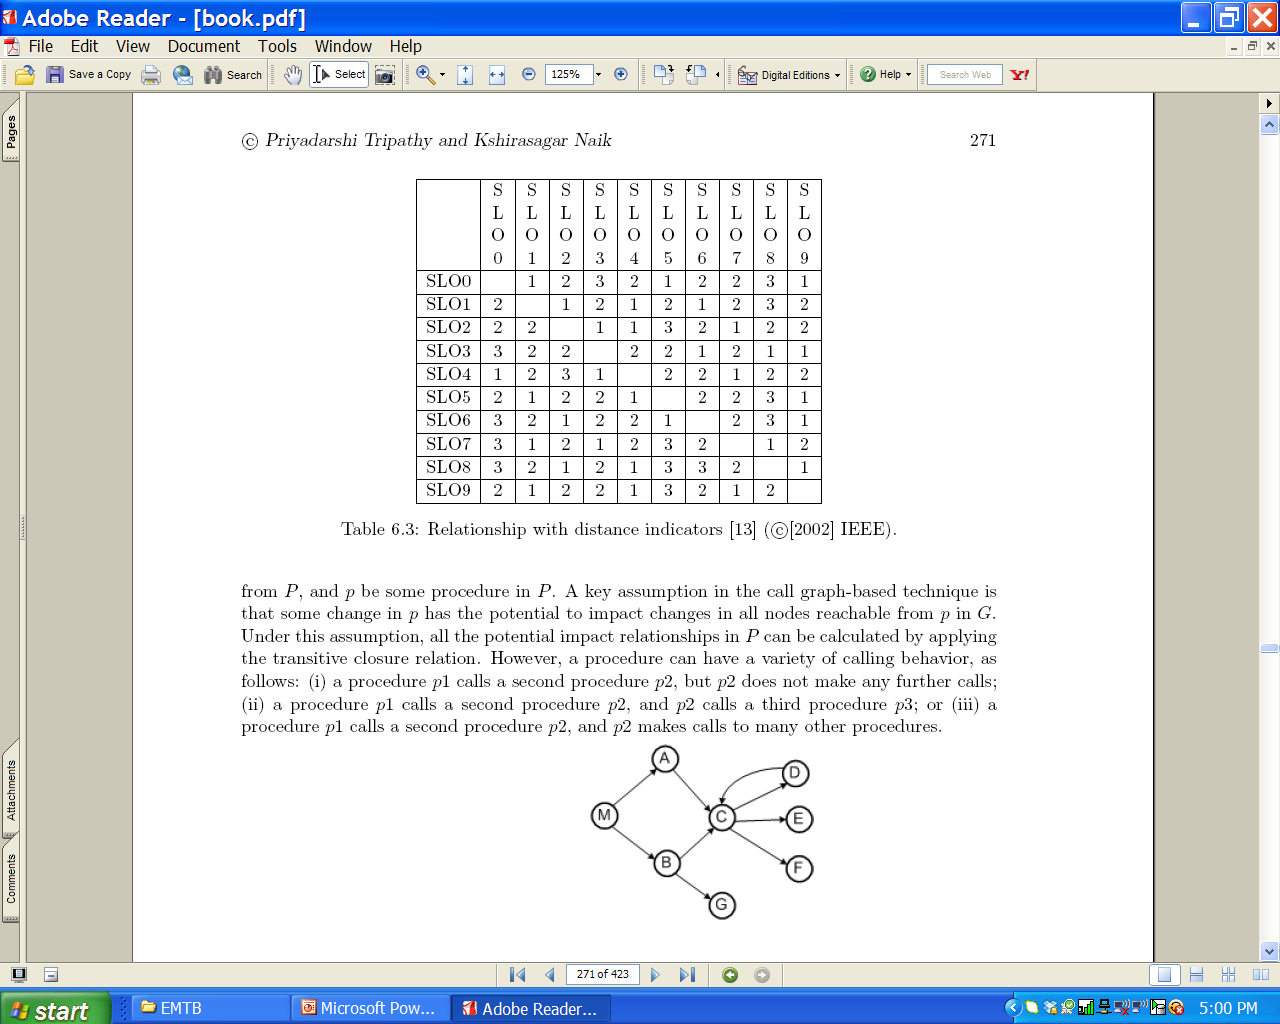 Adobe Reader - [book.pdf]
File Edit View Document Tools Window Help
Save a Copy Search Select 125% Digital Editions Help Search Web Y!
Pages
Attachments
Comments
© Priyadarshi Tripathy and Kshirasagar Naik 271
SLO0 SLO1 SLO2 SLO3 SLO4 SLO5 SLO6 SLO7 SLO8 SLO9
SLO0 1 2 3 2 1 2 2 3 1
SLO1 2 1 2 1 2 1 2 3 2
SLO2 2 2 1 1 3 2 1 2 2
SLO3 3 2 2 2 2 1 2 1 1
SLO4 1 2 3 1 2 2 1 2 2
SLO5 2 1 2 2 1 2 2 3 1
SLO6 3 2 1 2 2 1 2 3 1
SLO7 3 1 2 1 2 3 2 1 2
SLO8 3 2 1 2 1 3 3 2 1
SLO9 2 1 2 2 1 3 2 1 2
Table 6.3: Relationship with distance indicators [13] (©[2002] IEEE).
from P, and p be some procedure in P. A key assumption in the call graph-based technique is
that some change in p has the potential to impact changes in all nodes reachable from p in G.
Under this assumption, all the potential impact relationships in P can be calculated by applying
the transitive closure relation. However, a procedure can have a variety of calling behavior, as
follows: (i) a procedure p1 calls a second procedure p2, but p2 does not make any further calls;
(ii) a procedure p1 calls a second procedure p2, and p2 calls a third procedure p3; or (iii) a
procedure p1 calls a second procedure p2, and p2 makes calls to many other procedures.
A
D
M
C
E
B
F
G
271 of 423
start EMTB Microsoft Pow... Adobe Reader... 5:00 PM